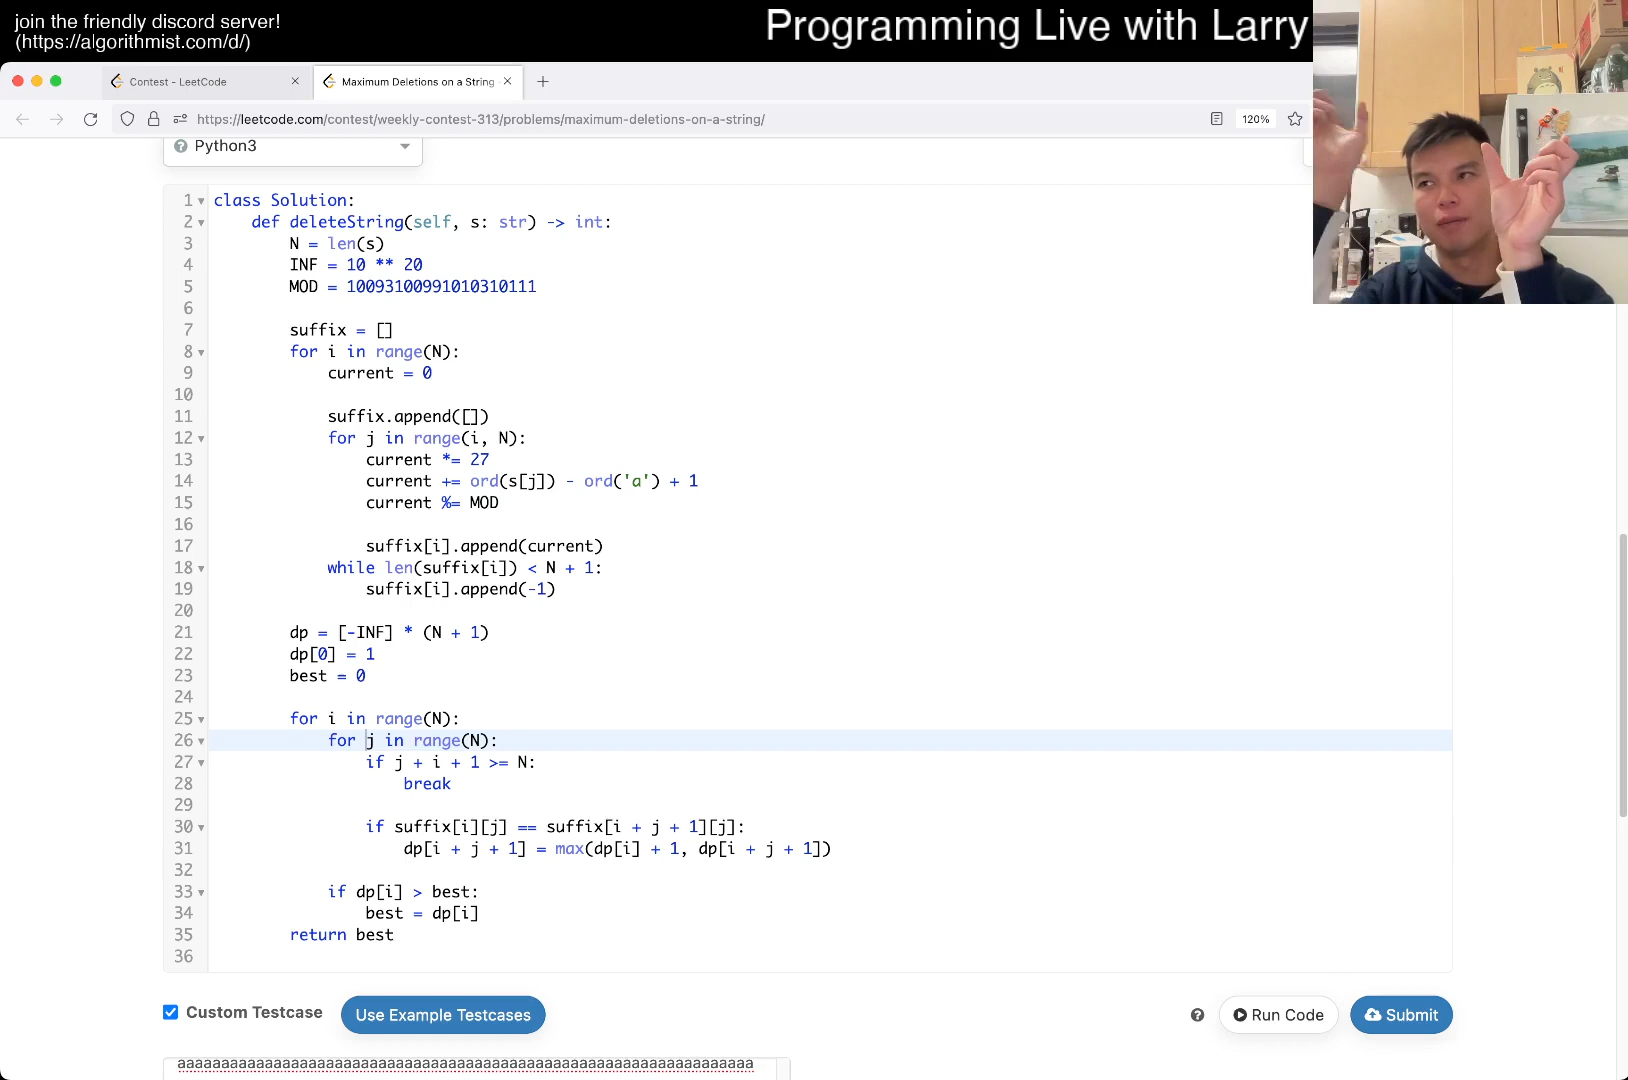 join the friendly discord server!
(https://algorithmist.com/d/)
Programming Live with Larry
Contest - LeetCode
Maximum Deletions on a String
https://leetcode.com/contest/weekly-contest-313/problems/maximum-deletions-on-a-string/
120%
Python3
1 class Solution:
2 def deleteString(self, s: str) -> int:
3 N = len(s)
4 INF = 10 ** 20
5 MOD = 10093100991010310111
6
7 suffix = []
8 for i in range(N):
9 current = 0
10
11 suffix.append([])
12 for j in range(i, N):
13 current *= 27
14 current += ord(s[j]) - ord('a') + 1
15 current %= MOD
16
17 suffix[i].append(current)
18 while len(suffix[i]) < N + 1:
19 suffix[i].append(-1)
20
21 dp = [-INF] * (N + 1)
22 dp[0] = 1
23 best = 0
24
25 for i in range(N):
26 for j in range(N):
27 if j + i + 1 >= N:
28 break
29
30 if suffix[i][j] == suffix[i + j + 1][j]:
31 dp[i + j + 1] = max(dp[i] + 1, dp[i + j + 1])
32
33 if dp[i] > best:
34 best = dp[i]
35 return best
36
Custom Testcase
Use Example Testcases
Run Code
Submit